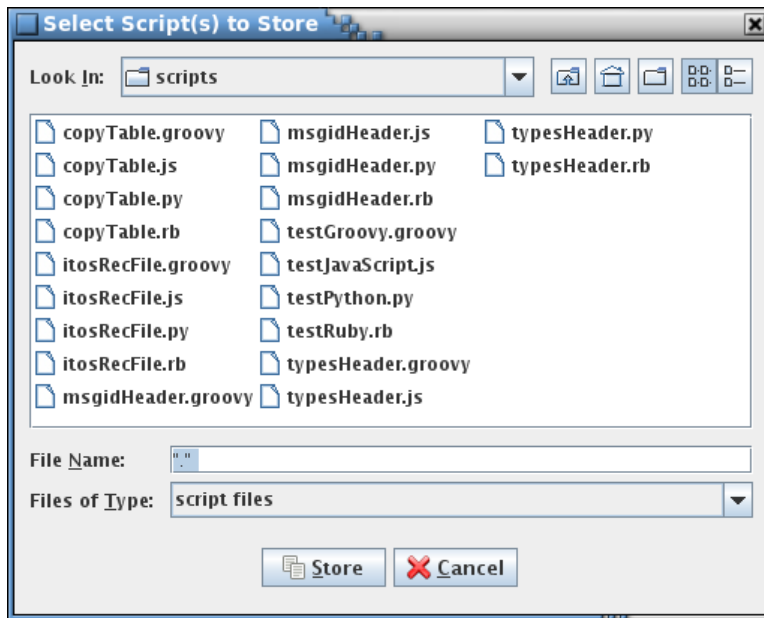 Select Script(s) to Store
Look In: scripts
copyTable.groovy
copyTable.js
copyTable.py
copyTable.rb
itosRecFile.groovy
itosRecFile.js
itosRecFile.py
itosRecFile.rb
msgidHeader.groovy
msgidHeader.js
msgidHeader.py
msgidHeader.rb
testGroovy.groovy
testJavaScript.js
testPython.py
testRuby.rb
typesHeader.groovy
typesHeader.js
typesHeader.py
typesHeader.rb
File Name: "."
Files of Type: script files
Store Cancel